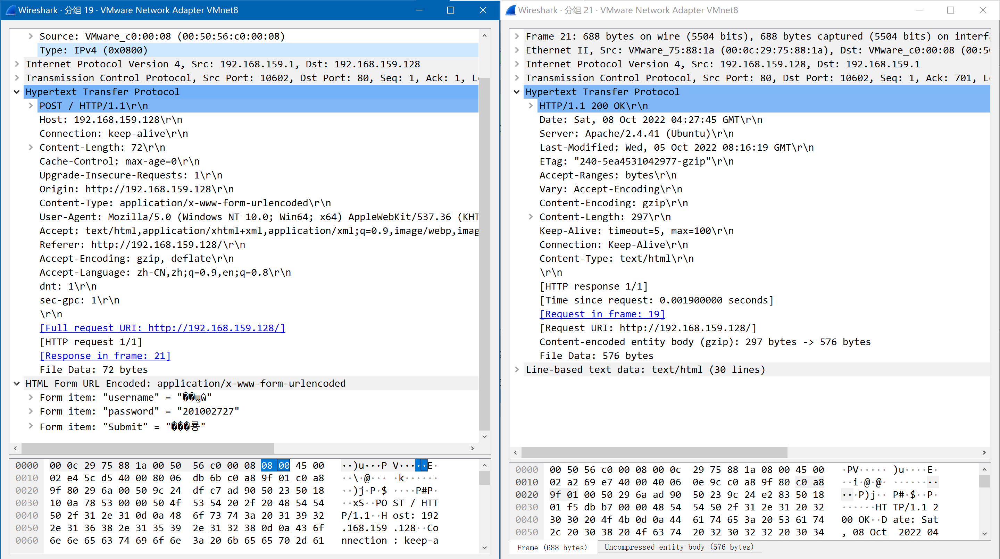 Wireshark · 分组 19 · VMware Network Adapter VMnet8
Source: VMware_c0:00:08 (00:50:56:c0:00:08)
Type: IPv4 (0x0800)
Internet Protocol Version 4, Src: 192.168.159.1, Dst: 192.168.159.128
Transmission Control Protocol, Src Port: 10602, Dst Port: 80, Seq: 1, Ack: 1, L
Hypertext Transfer Protocol
POST / HTTP/1.1\r\n
Host: 192.168.159.128\r\n
Connection: keep-alive\r\n
Content-Length: 72\r\n
Cache-Control: max-age=0\r\n
Upgrade-Insecure-Requests: 1\r\n
Origin: http://192.168.159.128\r\n
Content-Type: application/x-www-form-urlencoded\r\n
User-Agent: Mozilla/5.0 (Windows NT 10.0; Win64; x64) AppleWebKit/537.36 (KHT
Accept: text/html,application/xhtml+xml,application/xml;q=0.9,image/webp,imag
Referer: http://192.168.159.128/\r\n
Accept-Encoding: gzip, deflate\r\n
Accept-Language: zh-CN,zh;q=0.9,en;q=0.8\r\n
dnt: 1\r\n
sec-gpc: 1\r\n
\r\n
[Full request URI: http://192.168.159.128/]
[HTTP request 1/1]
[Response in frame: 21]
File Data: 72 bytes
HTML Form URL Encoded: application/x-www-form-urlencoded
Form item: "username" = "��ɰŵ"
Form item: "password" = "201002727"
Form item: "Submit" = "���룡"
0000 00 0c 29 75 88 1a 00 50 56 c0 00 08 08 00 45 00 ··)u···P V·····E·
0010 02 e4 5c d5 40 00 80 06 db 6b c0 a8 9f 01 c0 a8 ··\·@··· ·k······
0020 9f 80 29 6a 00 50 9c 24 df c7 ad 90 50 23 50 18 ··)j·P·$ ····P#P·
0030 10 0a 78 53 00 00 50 4f 53 54 20 2f 20 48 54 54 ··xS··PO ST / HTT
0040 50 2f 31 2e 31 0d 0a 48 6f 73 74 3a 20 31 39 32 P/1.1··H ost: 192
0050 2e 31 36 38 2e 31 35 39 2e 31 32 38 0d 0a 43 6f .168.159 .128··Co
0060 6e 6e 65 63 74 69 6f 6e 3a 20 6b 65 65 70 2d 61 nnection : keep-a
Wireshark · 分组 21 · VMware Network Adapter VMnet8
Frame 21: 688 bytes on wire (5504 bits), 688 bytes captured (5504 bits) on interf
Ethernet II, Src: VMware_75:88:1a (00:0c:29:75:88:1a), Dst: VMware_c0:00:08 (00:5
Internet Protocol Version 4, Src: 192.168.159.128, Dst: 192.168.159.1
Transmission Control Protocol, Src Port: 80, Dst Port: 10602, Seq: 1, Ack: 701, L
Hypertext Transfer Protocol
HTTP/1.1 200 OK\r\n
Date: Sat, 08 Oct 2022 04:27:45 GMT\r\n
Server: Apache/2.4.41 (Ubuntu)\r\n
Last-Modified: Wed, 05 Oct 2022 08:16:19 GMT\r\n
ETag: "240-5ea4531042977-gzip"\r\n
Accept-Ranges: bytes\r\n
Vary: Accept-Encoding\r\n
Content-Encoding: gzip\r\n
Content-Length: 297\r\n
Keep-Alive: timeout=5, max=100\r\n
Connection: Keep-Alive\r\n
Content-Type: text/html\r\n
\r\n
[HTTP response 1/1]
[Time since request: 0.001900000 seconds]
[Request in frame: 19]
[Request URI: http://192.168.159.128/]
Content-encoded entity body (gzip): 297 bytes -> 576 bytes
File Data: 576 bytes
Line-based text data: text/html (30 lines)
0000 00 50 56 c0 00 08 00 0c 29 75 88 1a 08 00 45 00 ·PV····· )u····E·
0010 02 a2 69 e7 40 00 40 06 0e 9c c0 a8 9f 80 c0 a8 ··i·@·@· ········
0020 9f 01 00 50 29 6a ad 90 50 23 9c 24 e2 83 50 18 ···P)j·· P#·$··P·
0030 01 f5 db b7 00 00 48 54 54 50 2f 31 2e 31 20 32 ······HT TP/1.1 2
0040 30 30 20 4f 4b 0d 0a 44 61 74 65 3a 20 53 61 74 00 OK··D ate: Sat
0050 2c 20 30 38 20 4f 63 74 20 32 30 32 32 20 30 34 , 08 Oct 2022 04
Frame (688 bytes)
Uncompressed entity body (576 bytes)